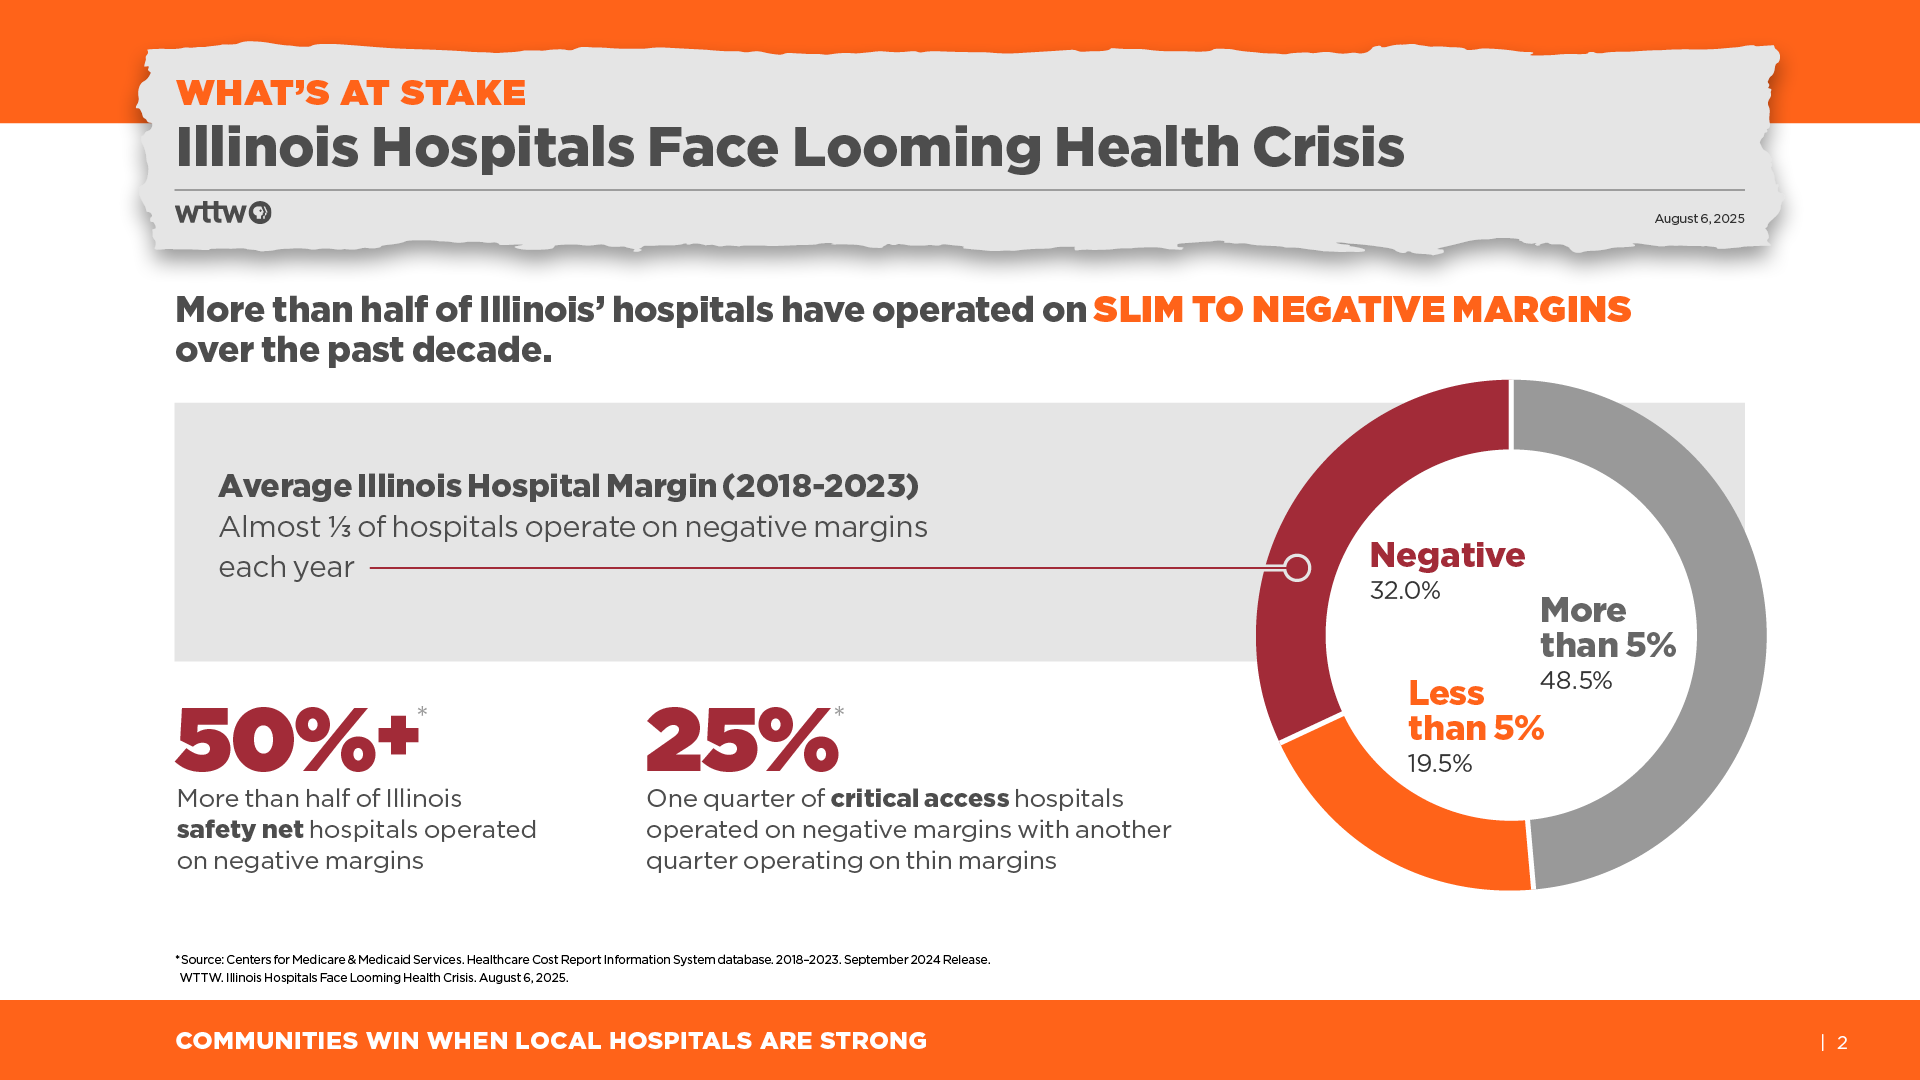 WHAT’S AT STAKE
Illinois Hospitals Face Looming Health Crisis
wttw
August 6, 2025
More than half of Illinois’ hospitals have operated on SLIM TO NEGATIVE MARGINS
over the past decade.
Average Illinois Hospital Margin (2018-2023)
Almost ⅓ of hospitals operate on negative margins
each year
Negative
32.0%
More
than 5%
48.5%
Less
than 5%
19.5%
50%+*
More than half of Illinois
safety net hospitals operated
on negative margins
25%*
One quarter of critical access hospitals
operated on negative margins with another
quarter operating on thin margins
*Source: Centers for Medicare & Medicaid Services. Healthcare Cost Report Information System database. 2018–2023. September 2024 Release.
WTTW. Illinois Hospitals Face Looming Health Crisis. August 6, 2025.
COMMUNITIES WIN WHEN LOCAL HOSPITALS ARE STRONG
| 2